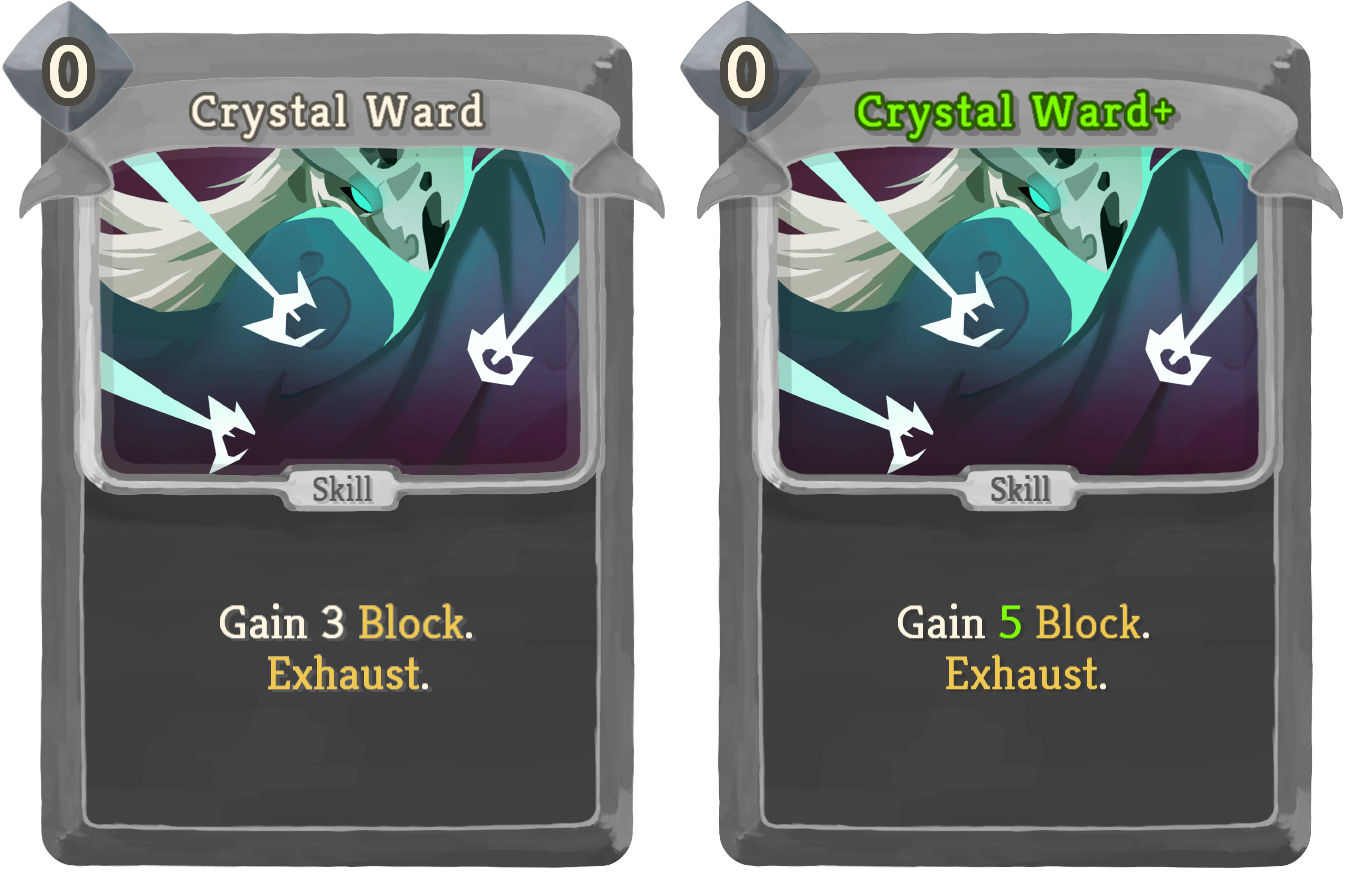 0
Crystal Ward
Skill
Gain 3 Block.
Exhaust.
0
Crystal Ward+
Skill
Gain 5 Block.
Exhaust.